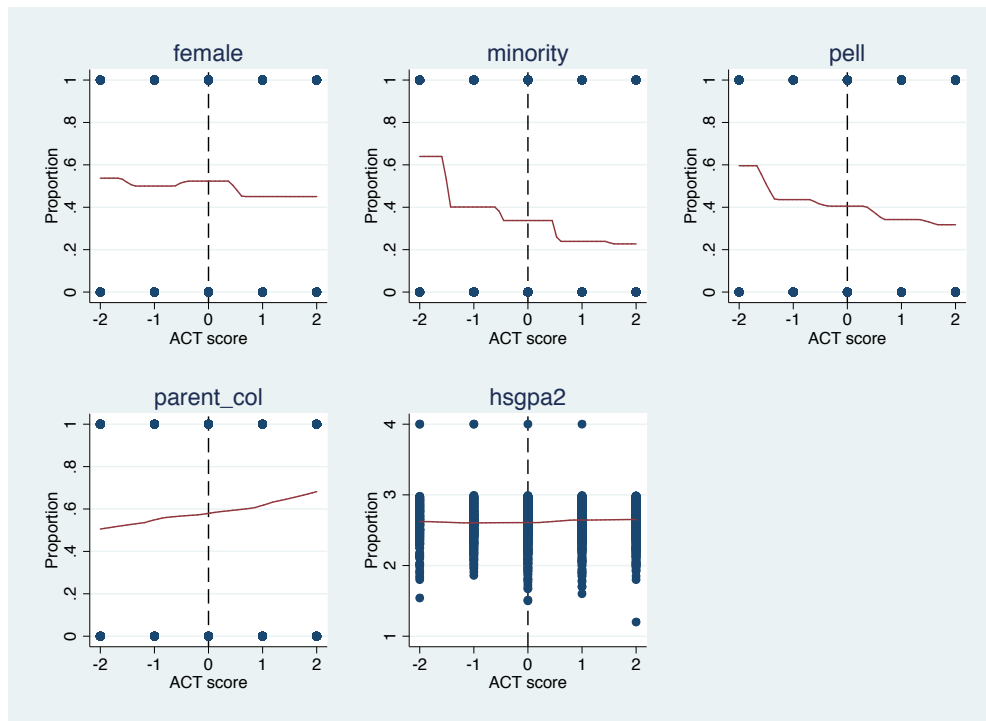 female
Proportion
1
.8
.6
.4
.2
0
-2 -1 0 1 2
ACT score
minority
Proportion
1
.8
.6
.4
.2
0
-2 -1 0 1 2
ACT score
pell
Proportion
1
.8
.6
.4
.2
0
-2 -1 0 1 2
ACT score
parent_col
Proportion
1
.8
.6
.4
.2
0
-2 -1 0 1 2
ACT score
hsgpa2
Proportion
4
3
2
1
-2 -1 0 1 2
ACT score